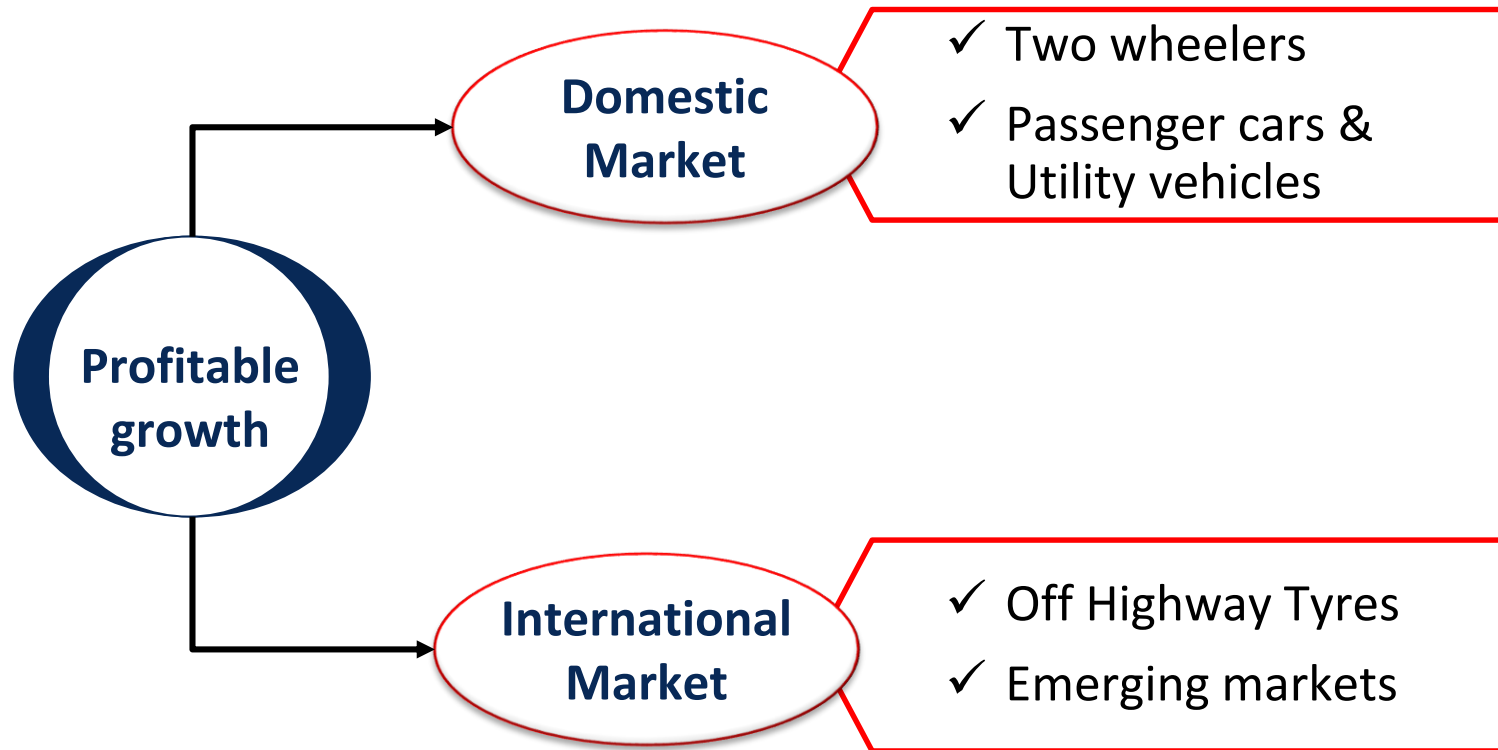 Profitable
growth
Domestic
Market
✓ Two wheelers
✓ Passenger cars &
Utility vehicles
International
Market
✓ Off Highway Tyres
✓ Emerging markets